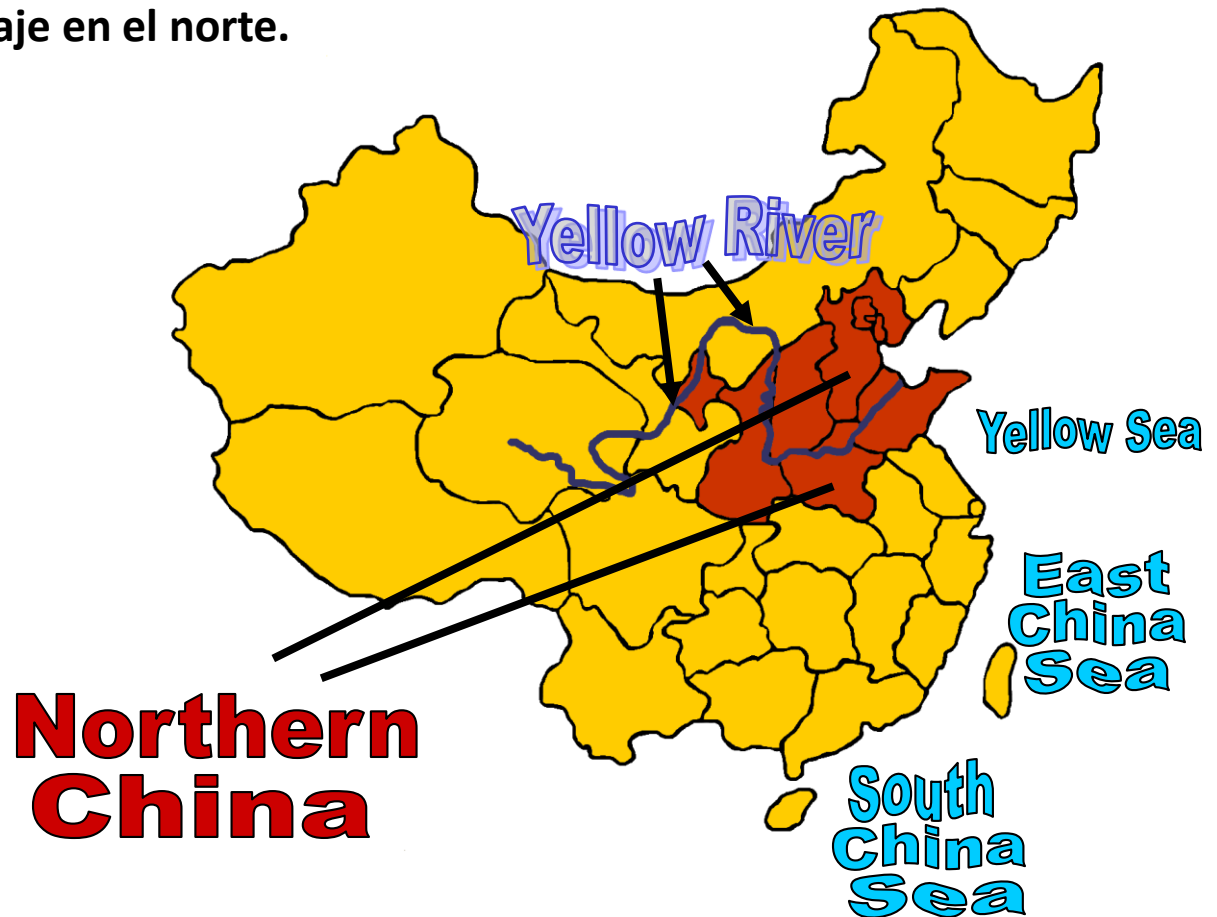 aje en el norte.
Yellow River
Yellow Sea
East
China
Sea
Northern
China
South
China
Sea